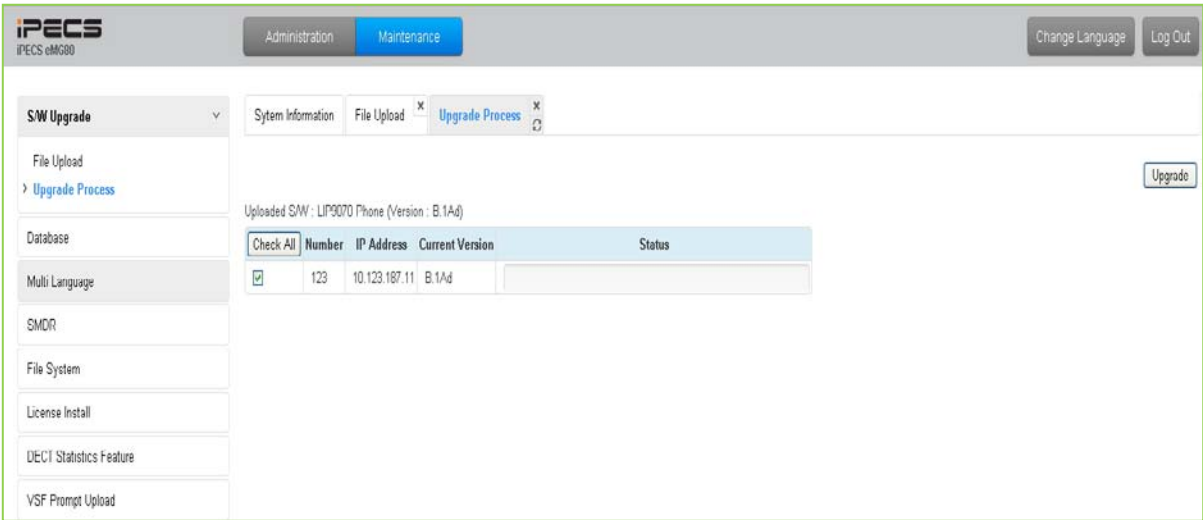 iPECS
iPECS eMG80
Administration
Maintenance
Change Language
Log Out
S/W Upgrade
File Upload
Upgrade Process
Database
Multi Language
SMDR
File System
License Install
DECT Statistics Feature
VSF Prompt Upload
Sytem Information
File Upload
Upgrade Process
Upgrade
Uploaded S/W : LIP9070 Phone (Version : B.1Ad)
Check All Number IP Address Current Version Status
123 10.123.187.11 B.1Ad